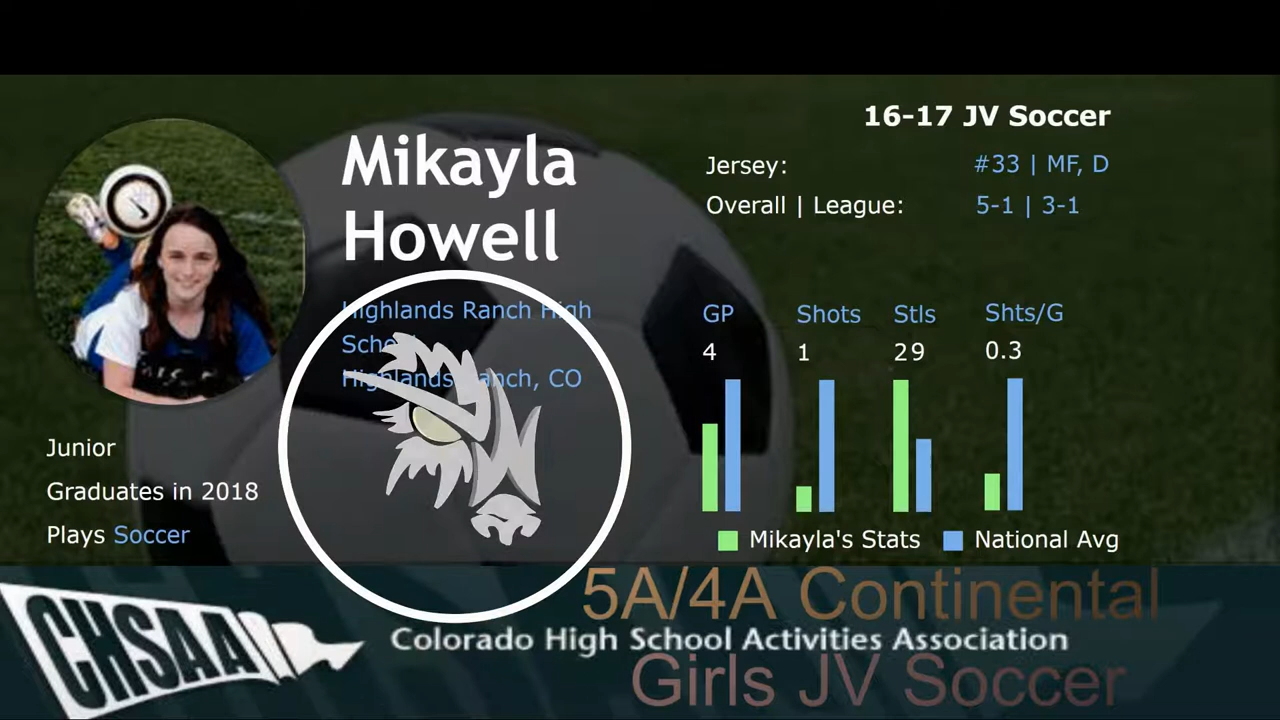 16-17 JV Soccer
Mikayla
Howell
Jersey: #33 | MF, D
Overall | League: 5-1 | 3-1
Highlands Ranch High
School
Highlands Ranch, CO
GP Shots Stls Shts/G
4 1 29 0.3
Junior
Graduates in 2018
Plays Soccer
Mikayla's Stats National Avg
5A/4A Continental
CHSAA
Colorado High School Activities Association
Girls JV Soccer